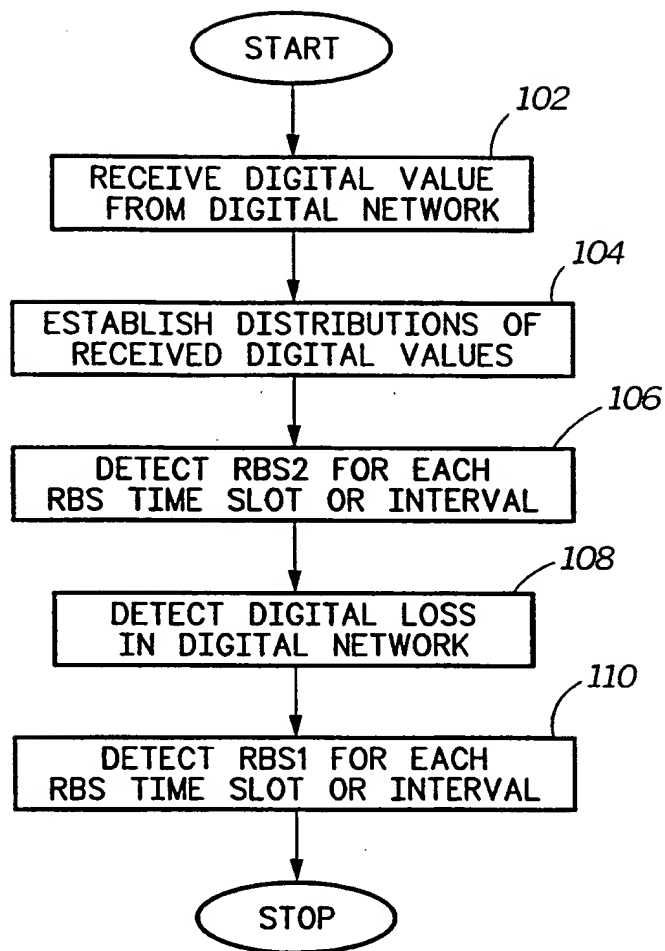 START
102
RECEIVE DIGITAL VALUE
FROM DIGITAL NETWORK
104
ESTABLISH DISTRIBUTIONS OF
RECEIVED DIGITAL VALUES
106
DETECT RBS2 FOR EACH
RBS TIME SLOT OR INTERVAL
108
DETECT DIGITAL LOSS
IN DIGITAL NETWORK
110
DETECT RBS1 FOR EACH
RBS TIME SLOT OR INTERVAL
STOP